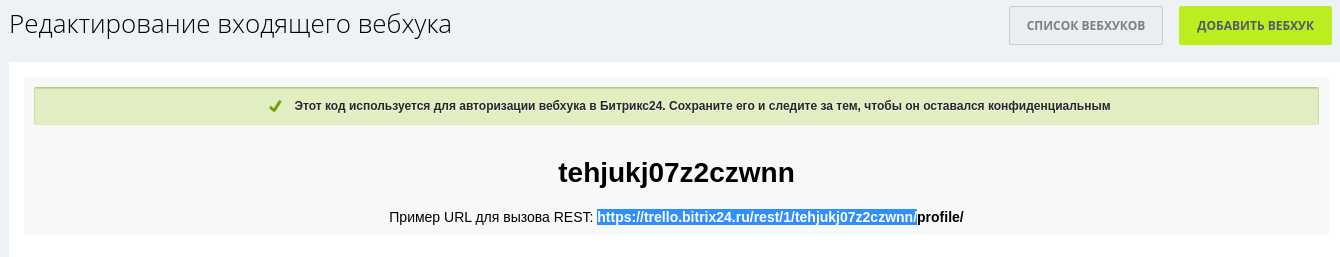 Редактирование входящего вебхука
СПИСОК ВЕБХУКОВ
ДОБАВИТЬ ВЕБХУК
Этот код используется для авторизации вебхука в Битрикс24. Сохраните его и следите за тем, чтобы он оставался конфиденциальным
tehjukj07z2czwnn
Пример URL для вызова REST: https://trello.bitrix24.ru/rest/1/tehjukj07z2czwnn/profile/